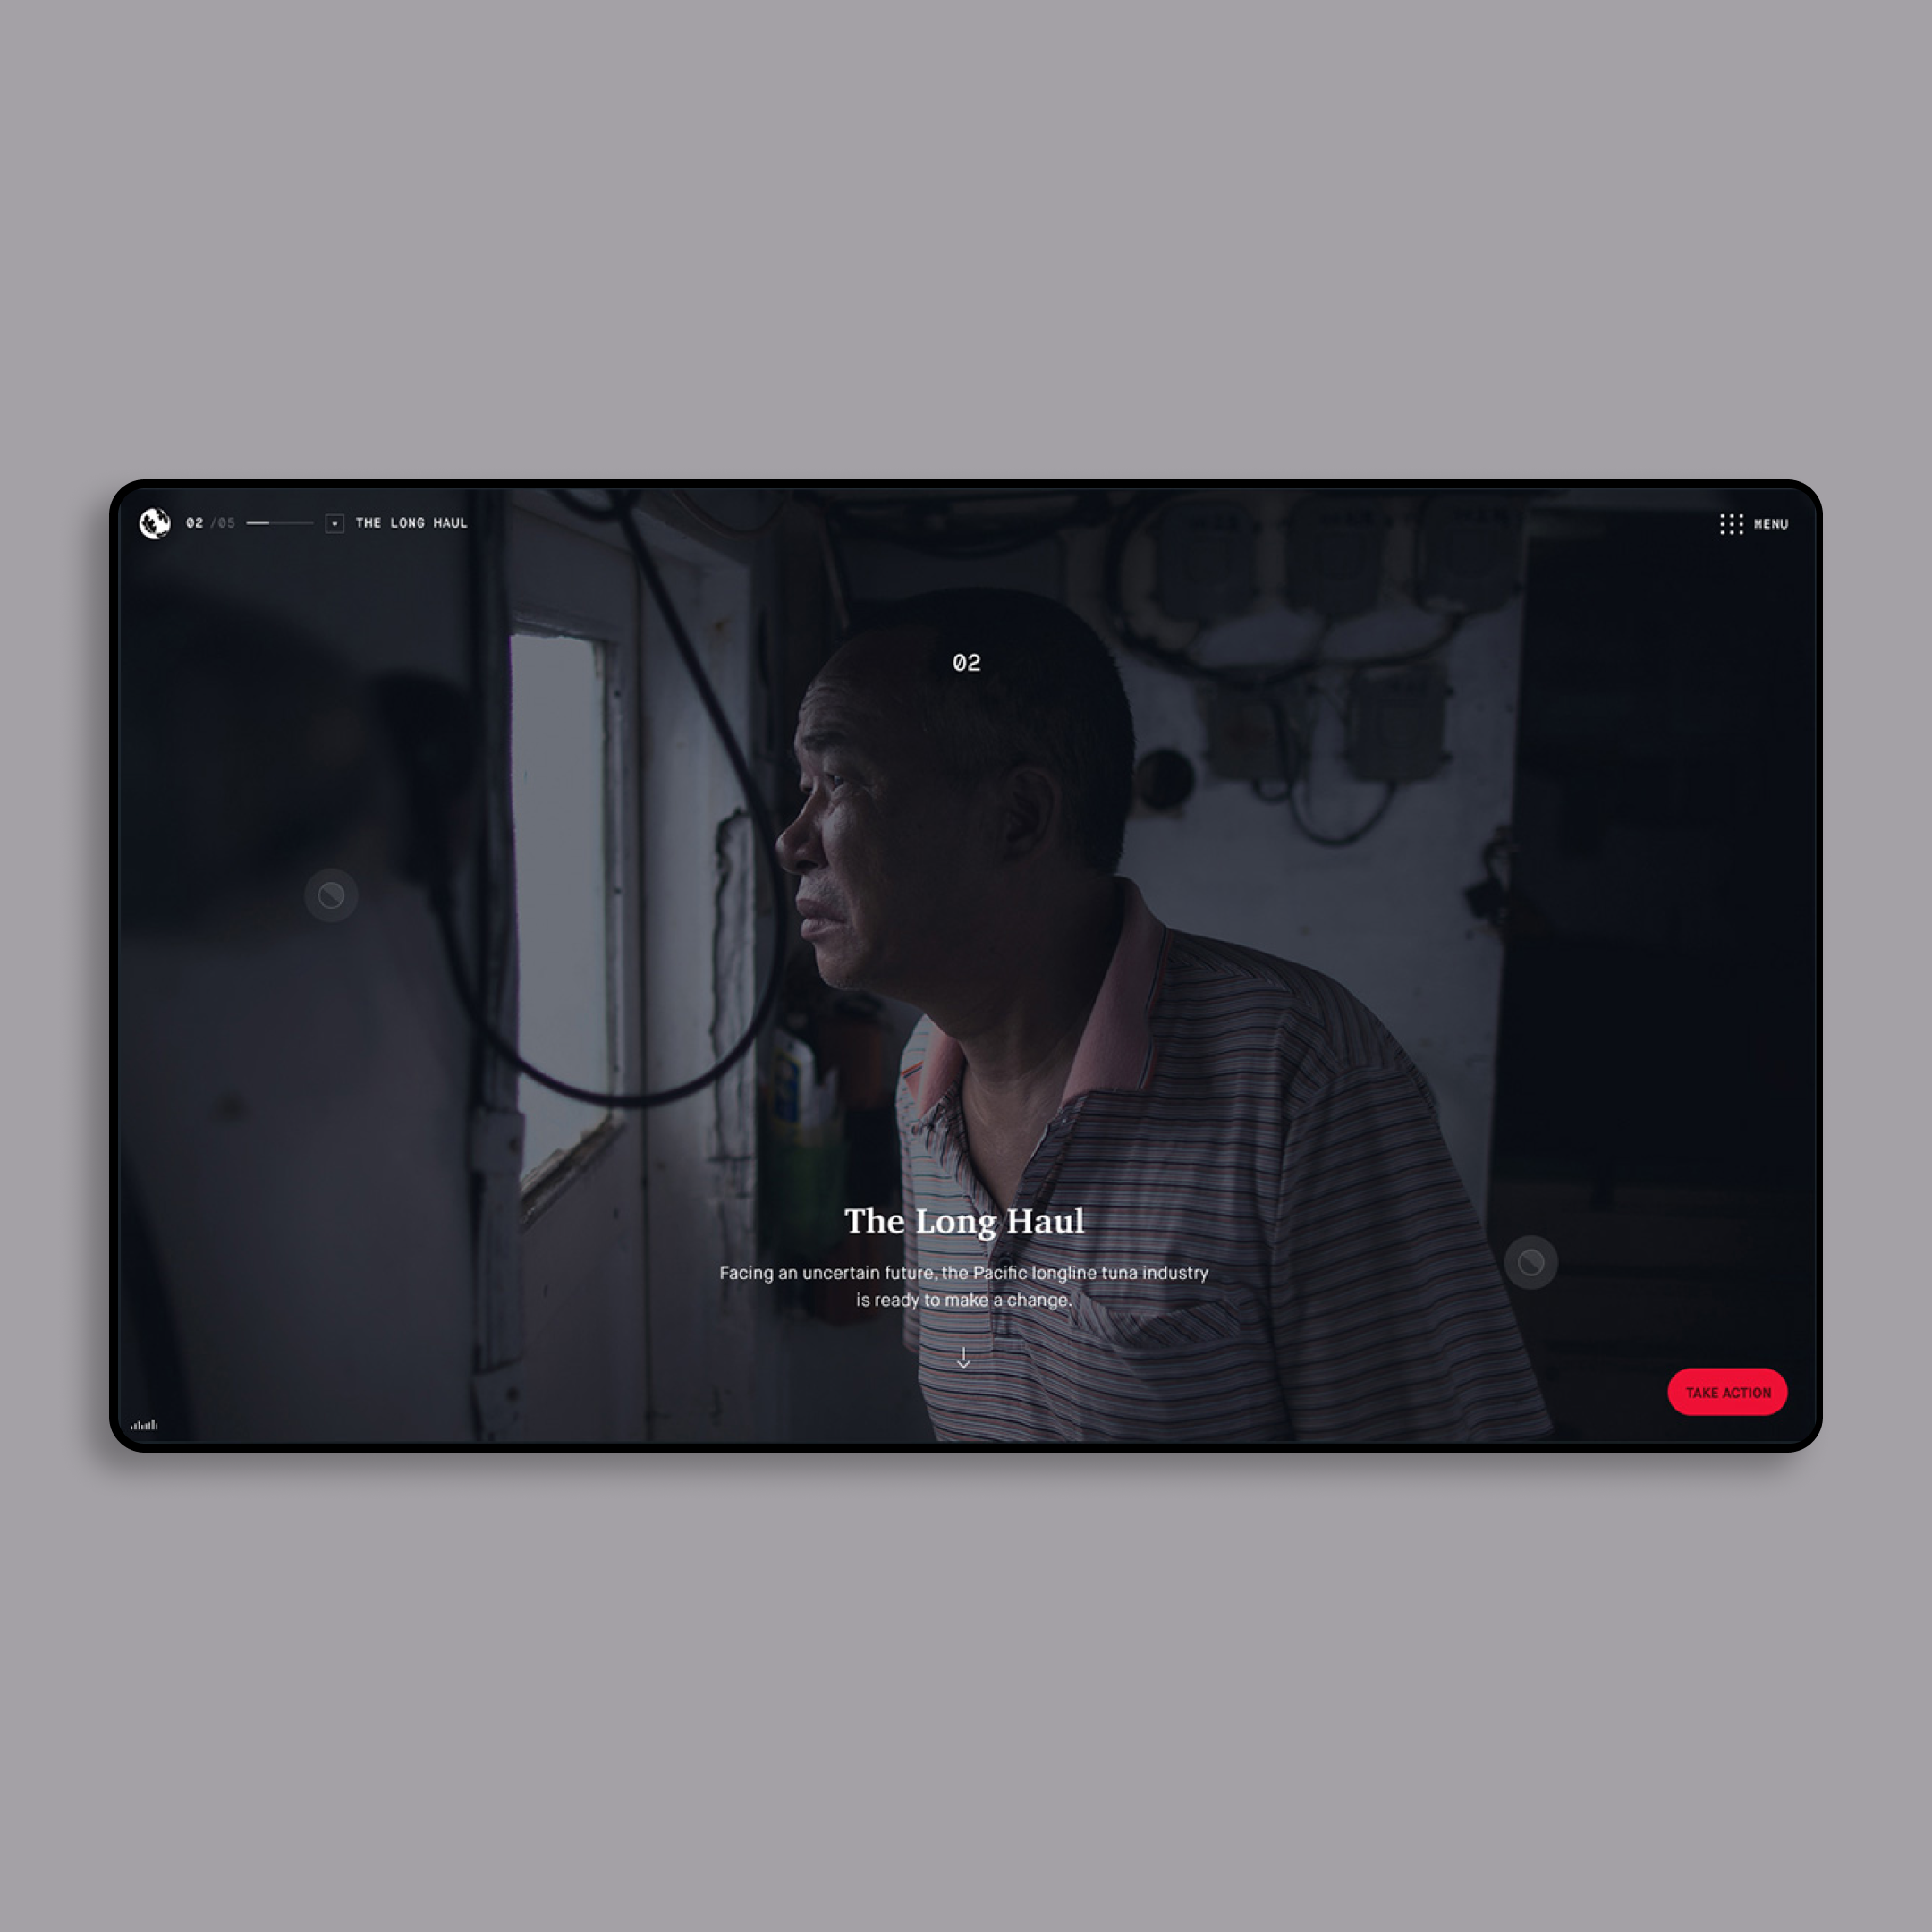 02 /05
THE LONG HAUL
MENU
02
The Long Haul
Facing an uncertain future, the Pacific longline tuna industry
is ready to make a change.
TAKE ACTION